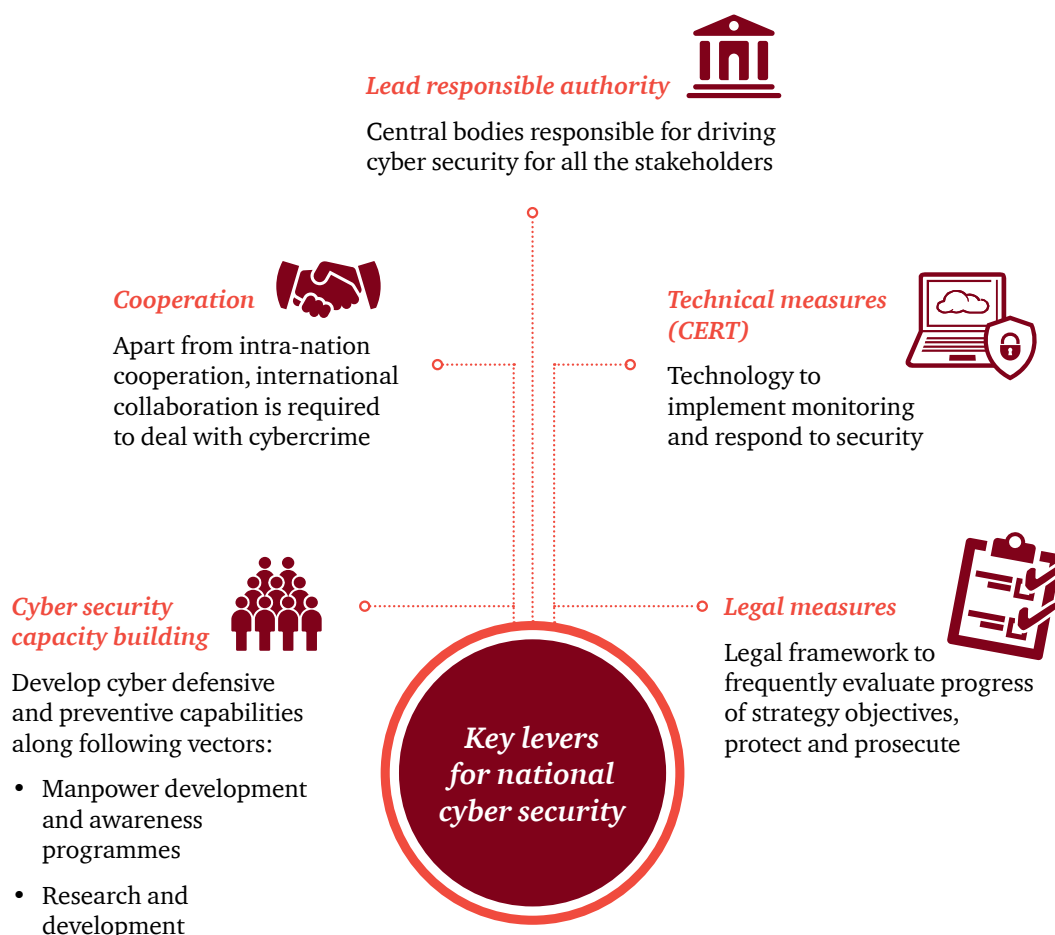 Lead responsible authority
Central bodies responsible for driving
cyber security for all the stakeholders
Cooperation
Apart from intra-nation
cooperation, international
collaboration is required
to deal with cybercrime
Technical measures
(CERT)
Technology to
implement monitoring
and respond to security
Cyber security
capacity building
Develop cyber defensive
and preventive capabilities
along following vectors:
• Manpower development
and awareness
programmes
• Research and
development
Legal measures
Legal framework to
frequently evaluate progress
of strategy objectives,
protect and prosecute
Key levers
for national
cyber security